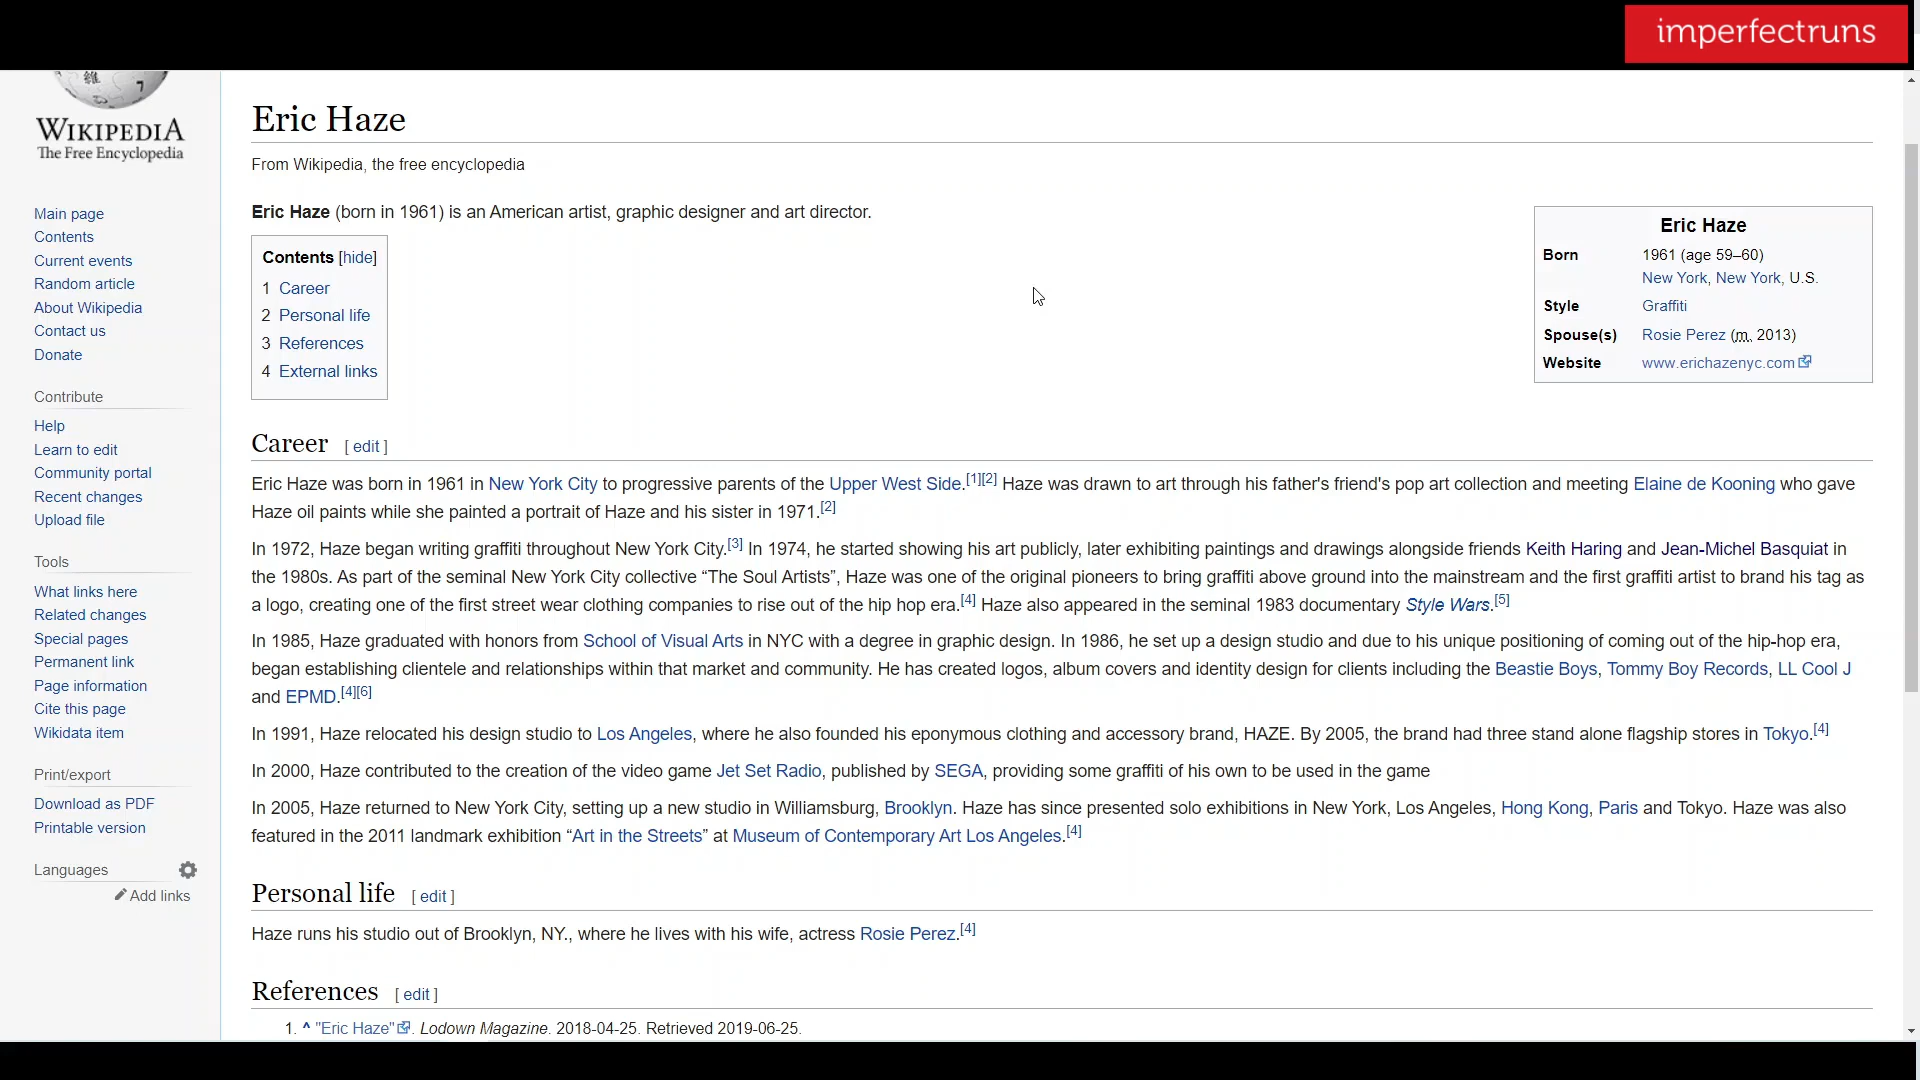 imperfectruns
WIKIPEDIA
The Free Encyclopedia
Main page
Contents
Current events
Random article
About Wikipedia
Contact us
Donate
Contribute
Help
Learn to edit
Community portal
Recent changes
Upload file
Tools
What links here
Related changes
Special pages
Permanent link
Page information
Cite this page
Wikidata item
Print/export
Download as PDF
Printable version
Languages
Add links
Eric Haze
From Wikipedia, the free encyclopedia
Eric Haze (born in 1961) is an American artist, graphic designer and art director.
Contents [hide]
1 Career
2 Personal life
3 References
4 External links
Eric Haze
Born 1961 (age 59–60)
New York, New York, U.S.
Style Graffiti
Spouse(s) Rosie Perez (m. 2013)
Website www.erichazenyc.com
Career [ edit ]
Eric Haze was born in 1961 in New York City to progressive parents of the Upper West Side.[1][2] Haze was drawn to art through his father's friend's pop art collection and meeting Elaine de Kooning who gave
Haze oil paints while she painted a portrait of Haze and his sister in 1971.[2]
In 1972, Haze began writing graffiti throughout New York City.[3] In 1974, he started showing his art publicly, later exhibiting paintings and drawings alongside friends Keith Haring and Jean-Michel Basquiat in
the 1980s. As part of the seminal New York City collective “The Soul Artists”, Haze was one of the original pioneers to bring graffiti above ground into the mainstream and the first graffiti artist to brand his tag as
a logo, creating one of the first street wear clothing companies to rise out of the hip hop era.[4] Haze also appeared in the seminal 1983 documentary Style Wars.[5]
In 1985, Haze graduated with honors from School of Visual Arts in NYC with a degree in graphic design. In 1986, he set up a design studio and due to his unique positioning of coming out of the hip-hop era,
began establishing clientele and relationships within that market and community. He has created logos, album covers and identity design for clients including the Beastie Boys, Tommy Boy Records, LL Cool J
and EPMD.[4][6]
In 1991, Haze relocated his design studio to Los Angeles, where he also founded his eponymous clothing and accessory brand, HAZE. By 2005, the brand had three stand alone flagship stores in Tokyo.[4]
In 2000, Haze contributed to the creation of the video game Jet Set Radio, published by SEGA, providing some graffiti of his own to be used in the game
In 2005, Haze returned to New York City, setting up a new studio in Williamsburg, Brooklyn. Haze has since presented solo exhibitions in New York, Los Angeles, Hong Kong, Paris and Tokyo. Haze was also
featured in the 2011 landmark exhibition “Art in the Streets” at Museum of Contemporary Art Los Angeles.[4]
Personal life [ edit ]
Haze runs his studio out of Brooklyn, NY., where he lives with his wife, actress Rosie Perez.[4]
References [ edit ]
1. ^ "Eric Haze". Lodown Magazine. 2018-04-25. Retrieved 2019-06-25.